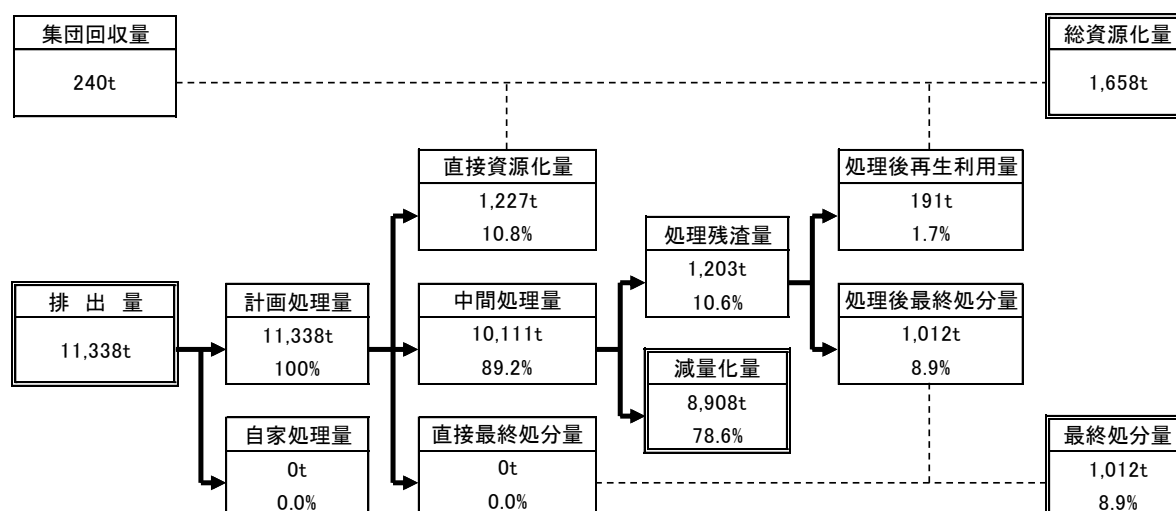 集団回収量
240t
総資源化量
1,658t
直接資源化量
1,227t
10.8%
処理後再生利用量
191t
1.7%
処理残渣量
1,203t
10.6%
排出量
11,338t
計画処理量
11,338t
100%
中間処理量
10,111t
89.2%
処理後最終処分量
1,012t
8.9%
減量化量
8,908t
78.6%
自家処理量
0t
0.0%
直接最終処分量
0t
0.0%
最終処分量
1,012t
8.9%